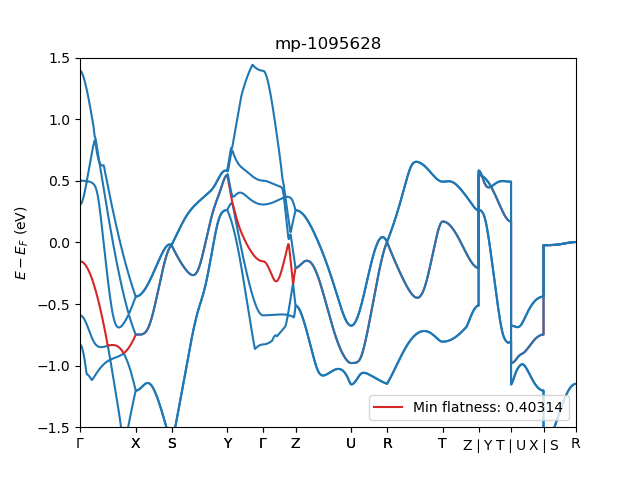 mp-1095628
E − E_F (eV)
1.5
1.0
0.5
0.0
−0.5
−1.0
−1.5
Min flatness: 0.40314
Γ X S Y Γ Z U R T Z | Y T | U X | S R